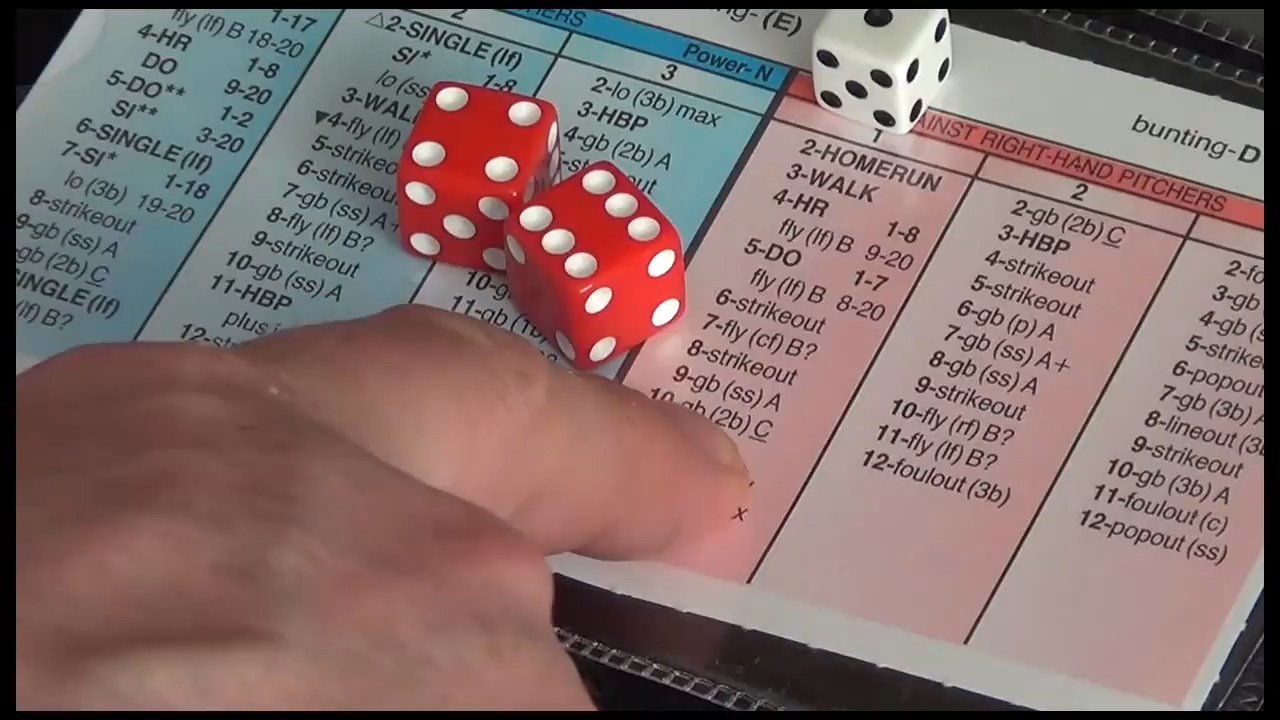 ing-(E)
bunting-D
HERS
Power-N
AINST RIGHT-HAND PITCHERS
fly (lf) B 18-20
1-17
4-HR 1-8
DO 9-20
5-DO** 1-2
SI** 3-20
6-SINGLE (lf)
7-SI* 1-18
lo (3b) 19-20
8-strikeout
9-gb (ss) A
gb (2b) C
SINGLE (lf)
(lf) B?
2
△2-SINGLE (lf)
SI* 1-8
lo (ss
3-WALK
▼4-fly (lf)
5-strikeo
6-strikeou
7-gb (ss) A+
8-fly (lf) B?
9-strikeout
10-gb (ss) A
11-HBP
plus i
12-st
3
2-lo (3b) max
3-HBP
4-gb (2b) A
out
10-g
11-gb (1b
1
2-HOMERUN
3-WALK
4-HR 1-8
fly (lf) B 9-20
5-DO 1-7
fly (lf) B 8-20
6-strikeout
7-fly (cf) B?
8-strikeout
9-gb (ss) A
10-gb (2b) C
x
2
2-gb (2b) C
3-HBP
4-strikeout
5-strikeout
6-gb (p) A
7-gb (ss) A+
8-gb (ss) A
9-strikeout
10-fly (rf) B?
11-fly (lf) B?
12-foulout (3b)
2-fo
3-gb
4-gb (s
5-strike
6-popout
7-gb (3b) A
8-lineout (3b
9-strikeout
10-gb (3b) A
11-foulout (c)
12-popout (ss)